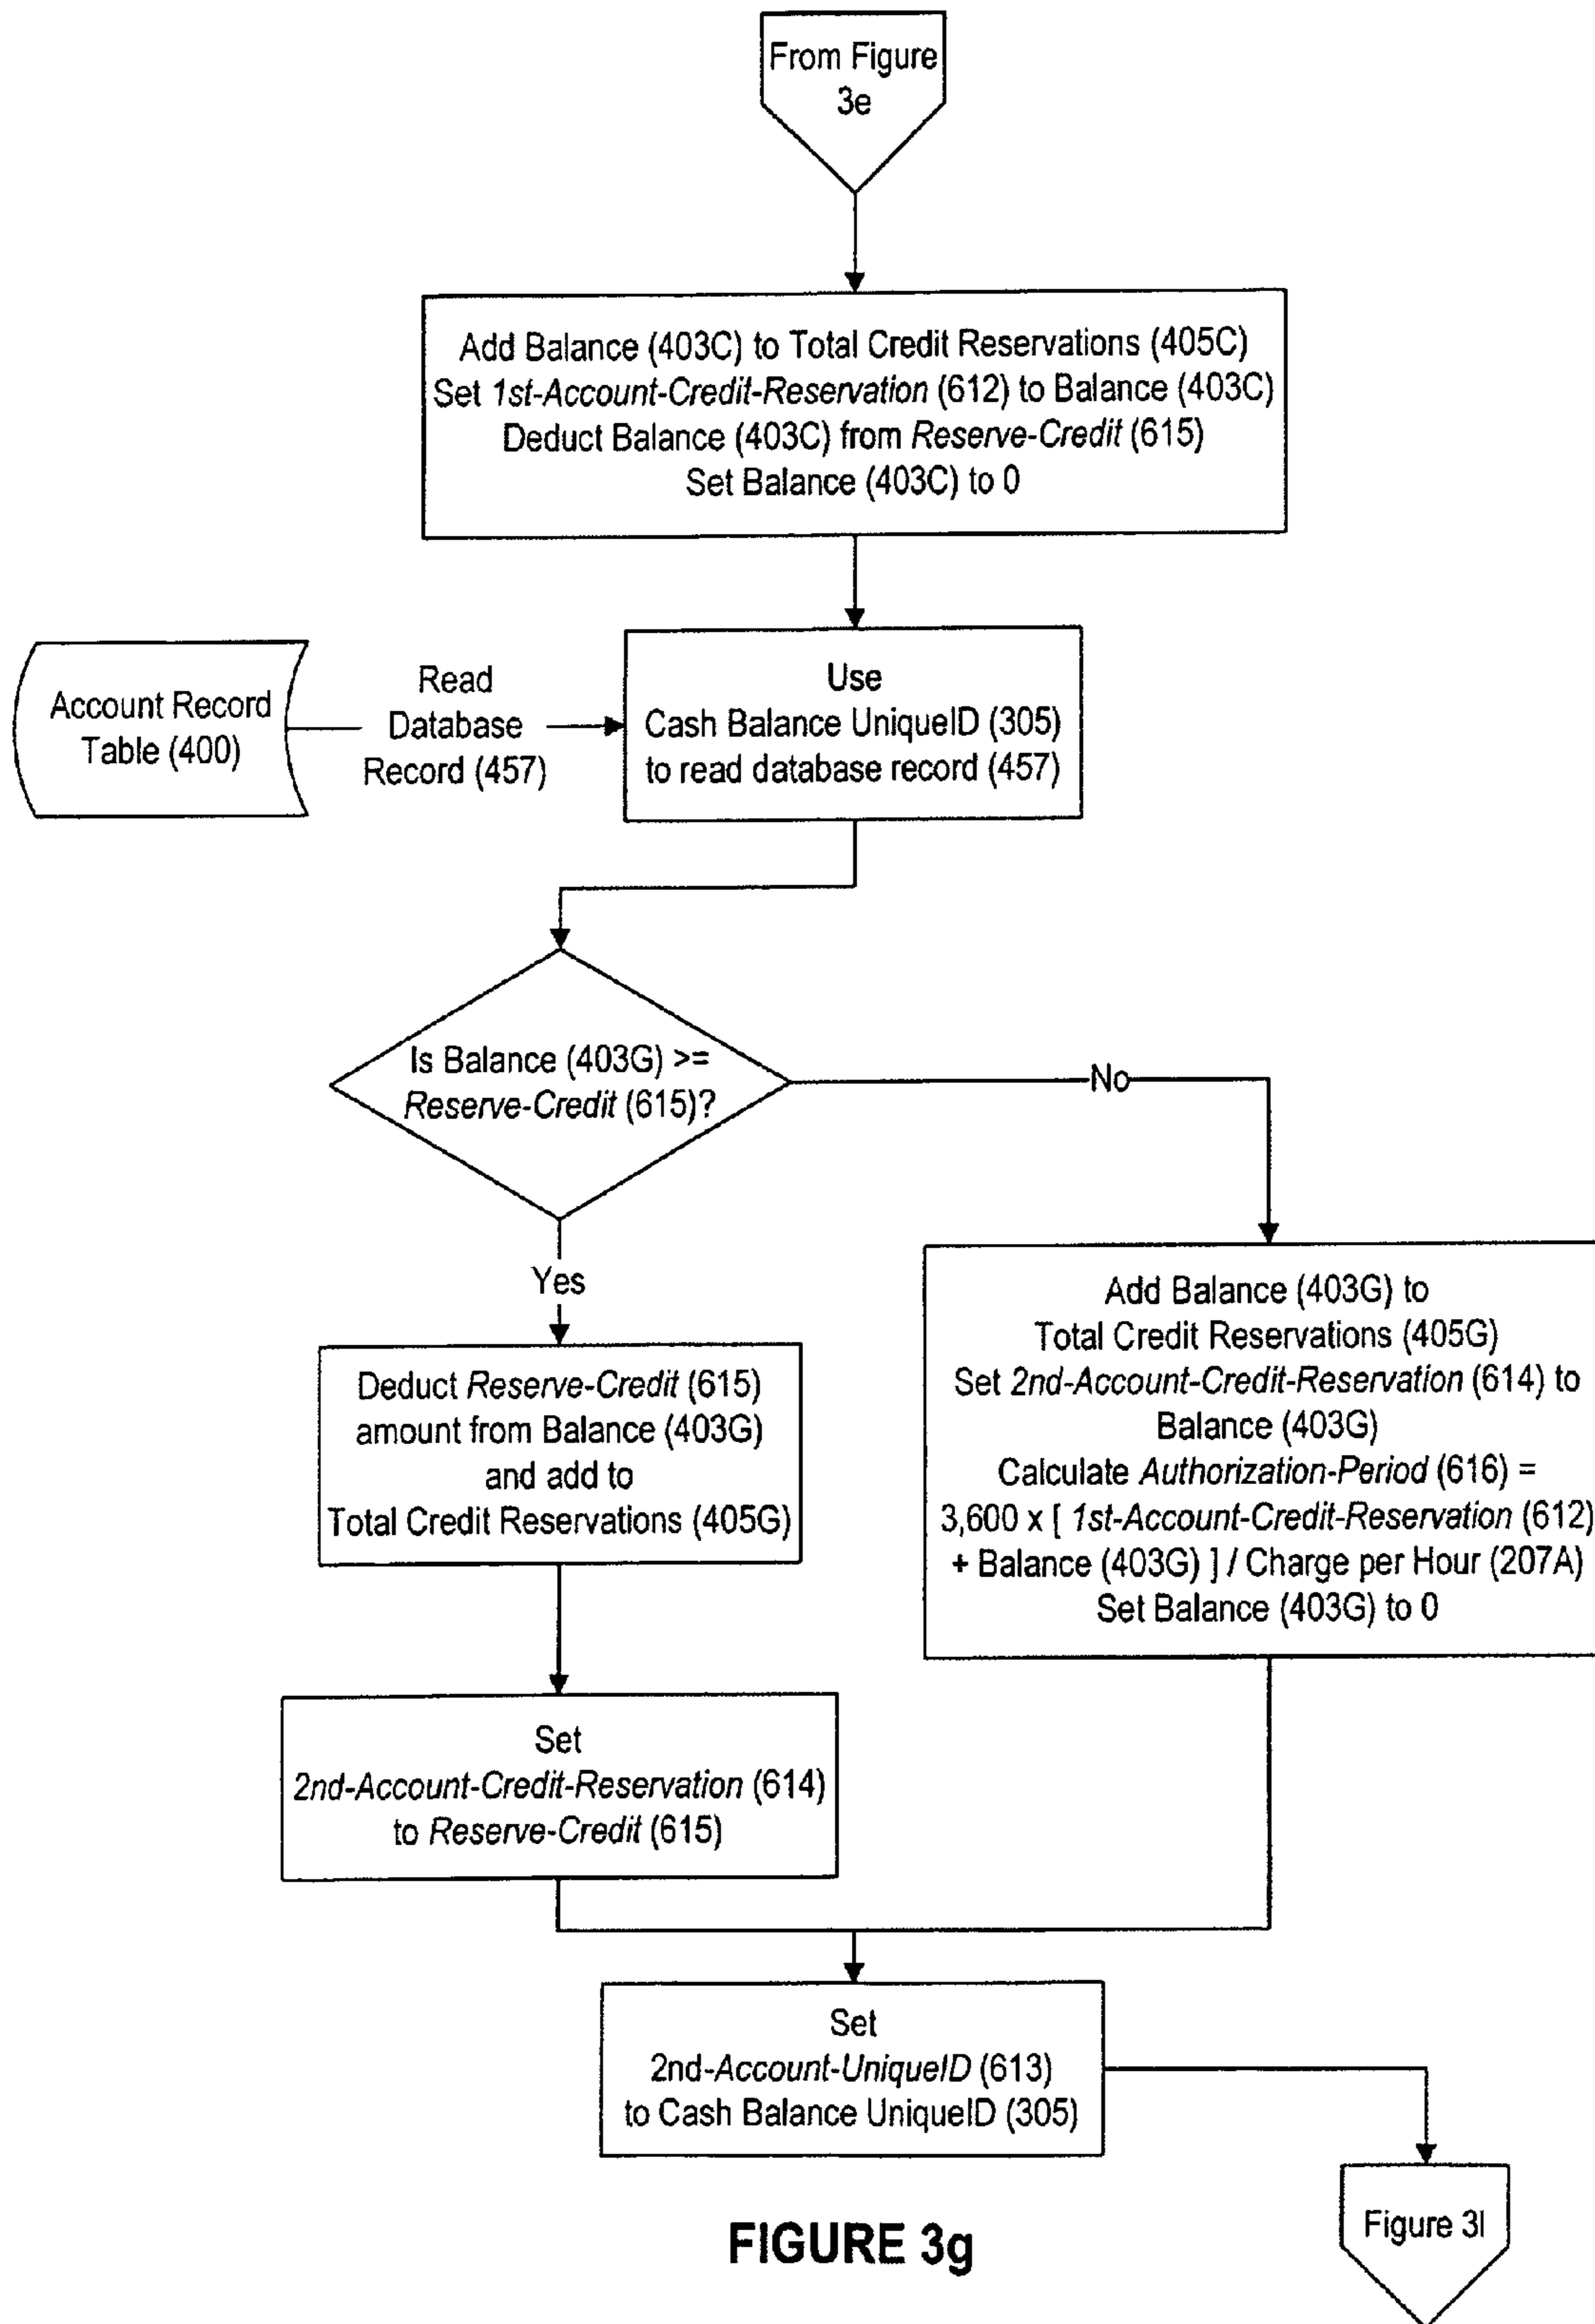 From Figure
3e
Add Balance (403C) to Total Credit Reservations (405C)
Set 1st-Account-Credit-Reservation (612) to Balance (403C)
Deduct Balance (403C) from Reserve-Credit (615)
Set Balance (403C) to 0
Account Record
Table (400)
Read
Database
Record (457)
Use
Cash Balance UniqueID (305)
to read database record (457)
Is Balance (403G) >=
Reserve-Credit (615)?
No
Yes
Deduct Reserve-Credit (615)
amount from Balance (403G)
and add to
Total Credit Reservations (405G)
Add Balance (403G) to
Total Credit Reservations (405G)
Set 2nd-Account-Credit-Reservation (614) to
Balance (403G)
Calculate Authorization-Period (616) =
3,600 x [ 1st-Account-Credit-Reservation (612)
+ Balance (403G) ] / Charge per Hour (207A)
Set Balance (403G) to 0
Set
2nd-Account-Credit-Reservation (614)
to Reserve-Credit (615)
Set
2nd-Account-UniqueID (613)
to Cash Balance UniqueID (305)
Figure 3l
FIGURE 3g